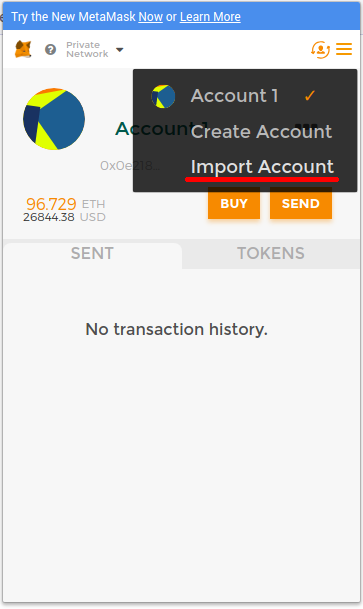 Try the New MetaMask Now or Learn More
Private
Network
Account 1
Create Account
Import Account
Account 1
0x0e218...
96.729 ETH
26844.38 USD
BUY
SEND
SENT
TOKENS
No transaction history.